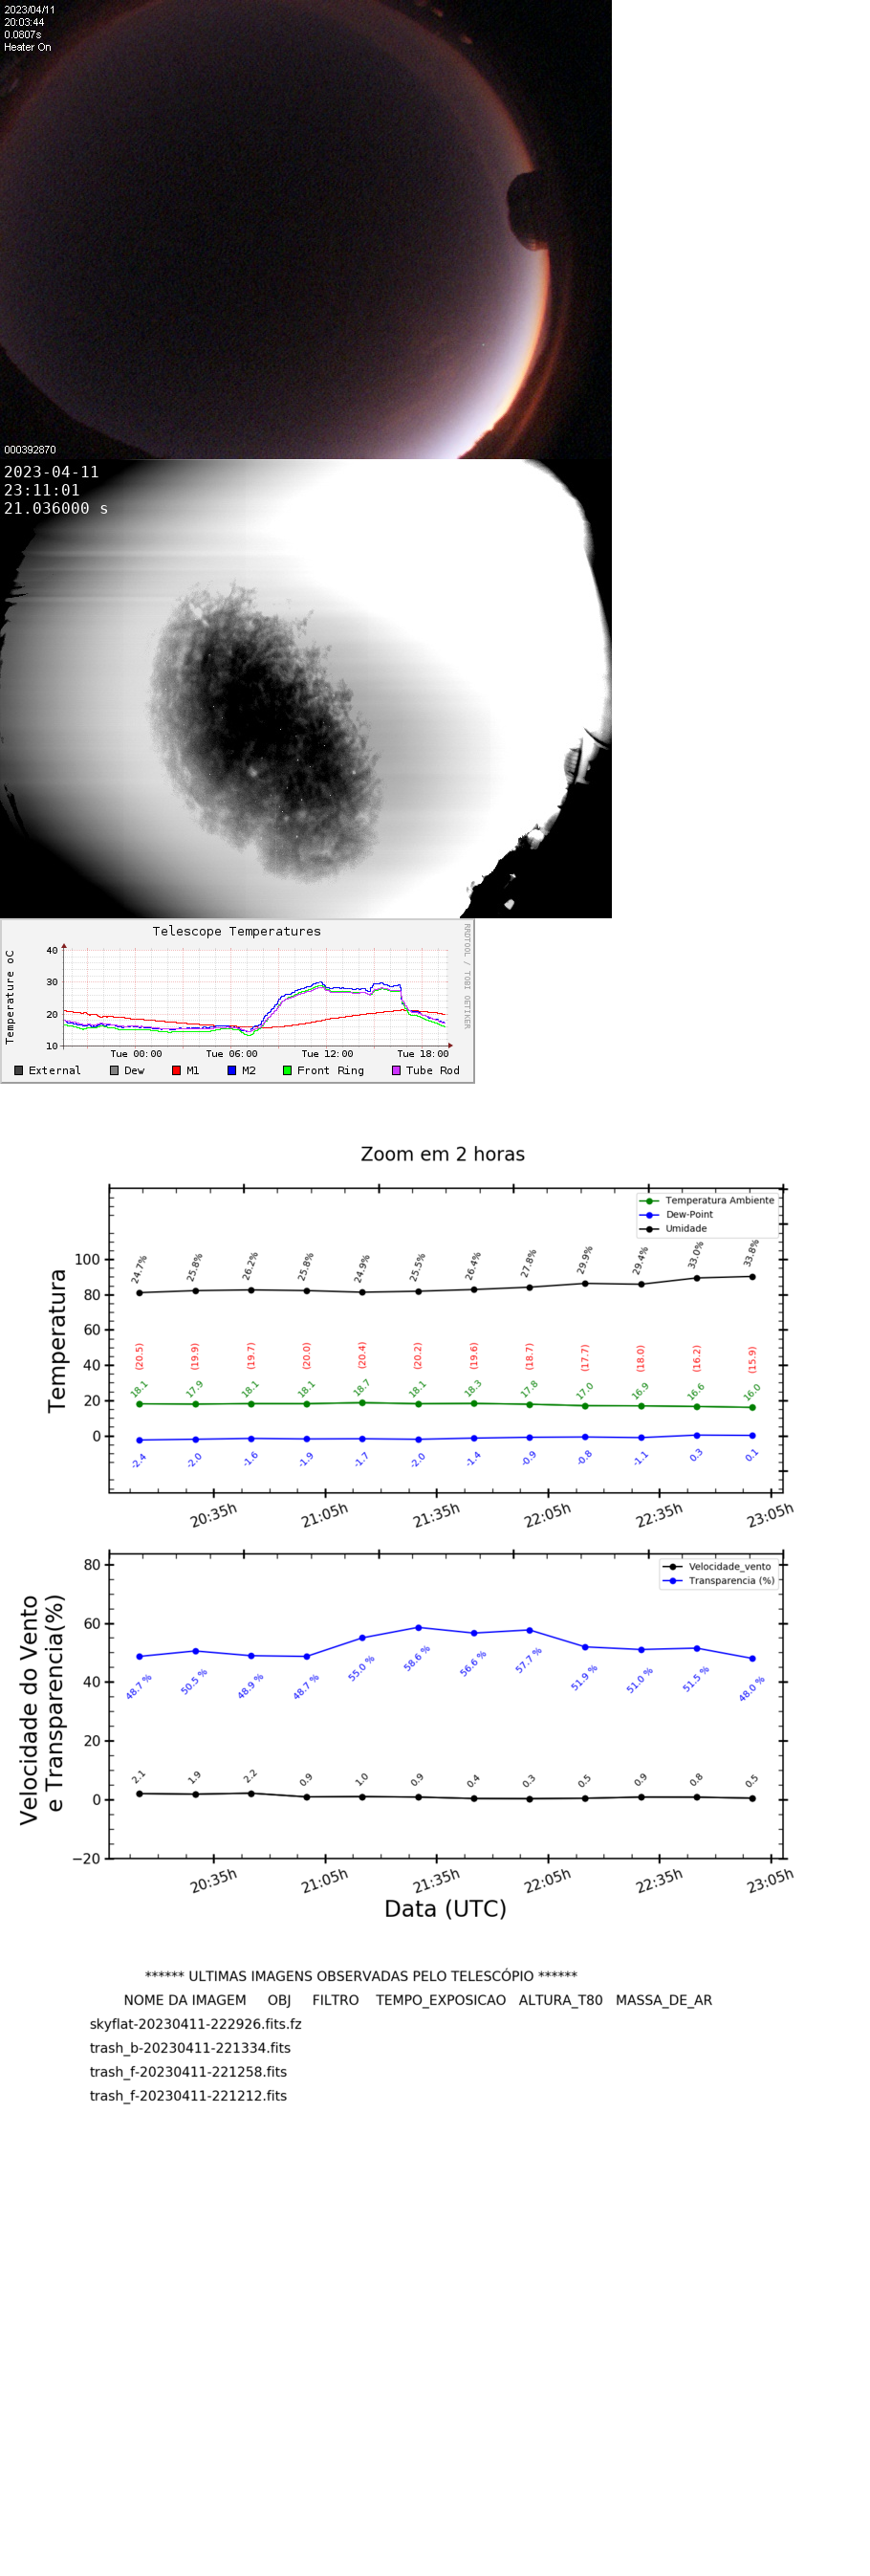 2023/04/11
20:03:44
0.0807s
Heater On
000392870
2023-04-11
23:11:01
21.036000 s
Telescope Temperatures
RRDTOOL / TOBI OETIKER
Temperature oC
40
30
20
10
Tue 00:00 Tue 06:00 Tue 12:00 Tue 18:00
External Dew M1 M2 Front Ring Tube Rod
Zoom em 2 horas
Temperatura Ambiente
Dew-Point
Umidade
Temperatura
100
80
60
40
20
0
24.7% 25.8% 26.2% 25.8% 24.9% 25.5% 26.4% 27.8% 29.9% 29.4% 33.0% 33.8%
(20.5) (19.9) (19.7) (20.0) (20.4) (20.2) (19.6) (18.7) (17.7) (18.0) (16.2) (15.9)
18.1 17.9 18.1 18.1 18.7 18.1 18.3 17.8 17.0 16.9 16.6 16.0
-2.4 -2.0 -1.6 -1.9 -1.7 -2.0 -1.4 -0.9 -0.8 -1.1 0.3 0.1
20:35h 21:05h 21:35h 22:05h 22:35h 23:05h
Velocidade_vento
Transparencia (%)
Velocidade do Vento
e Transparencia(%)
80
60
40
20
0
−20
48.7 % 50.5 % 48.9 % 48.7 % 55.0 % 58.6 % 56.6 % 57.7 % 51.9 % 51.0 % 51.5 % 48.0 %
2.1 1.9 2.2 0.9 1.0 0.9 0.4 0.3 0.5 0.9 0.8 0.5
20:35h 21:05h 21:35h 22:05h 22:35h 23:05h
Data (UTC)
****** ULTIMAS IMAGENS OBSERVADAS PELO TELESCÓPIO ******
NOME DA IMAGEM OBJ FILTRO TEMPO_EXPOSICAO ALTURA_T80 MASSA_DE_AR
skyflat-20230411-222926.fits.fz
trash_b-20230411-221334.fits
trash_f-20230411-221258.fits
trash_f-20230411-221212.fits